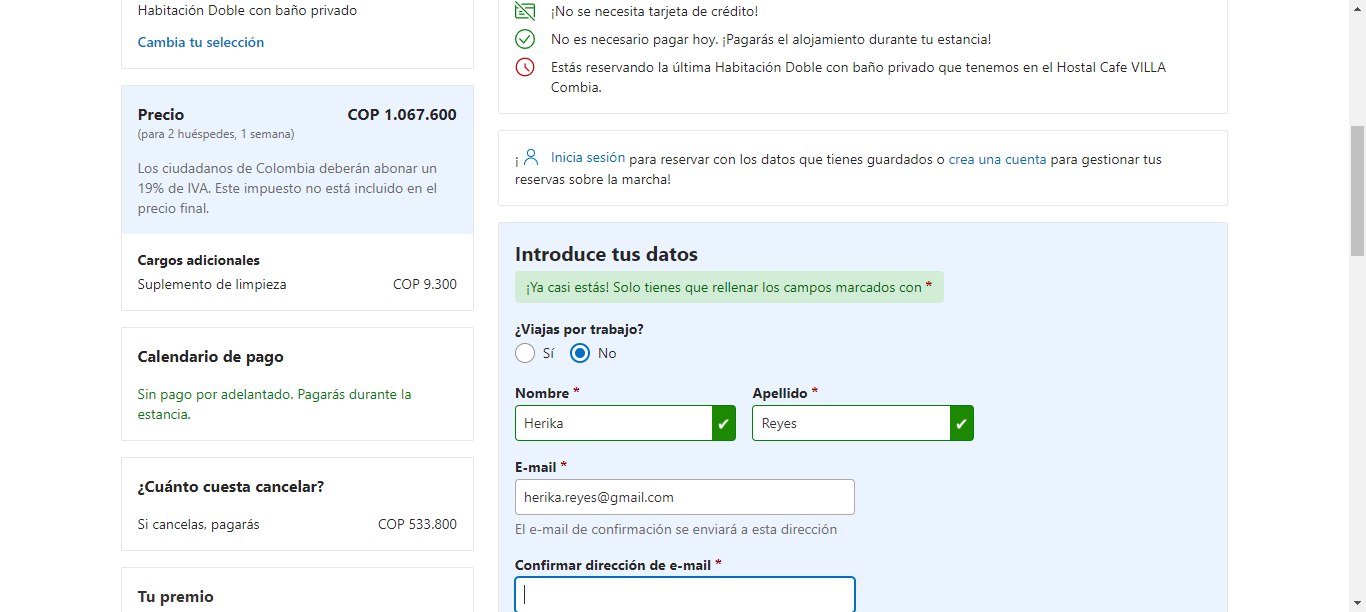 Habitación Doble con baño privado
Cambia tu selección
Precio COP 1.067.600
(para 2 huéspedes, 1 semana)
Los ciudadanos de Colombia deberán abonar un
19% de IVA. Este impuesto no está incluido en el
precio final.
Cargos adicionales
Suplemento de limpieza COP 9.300
Calendario de pago
Sin pago por adelantado. Pagarás durante la
estancia.
¿Cuánto cuesta cancelar?
Si cancelas, pagarás COP 533.800
Tu premio
¡No se necesita tarjeta de crédito!
No es necesario pagar hoy. ¡Pagarás el alojamiento durante tu estancia!
Estás reservando la última Habitación Doble con baño privado que tenemos en el Hostal Cafe VILLA
Combia.
¡ Inicia sesión para reservar con los datos que tienes guardados o crea una cuenta para gestionar tus
reservas sobre la marcha!
Introduce tus datos
¡Ya casi estás! Solo tienes que rellenar los campos marcados con *
¿Viajas por trabajo?
Sí No
Nombre * Apellido *
Herika Reyes
E-mail *
herika.reyes@gmail.com
El e-mail de confirmación se enviará a esta dirección
Confirmar dirección de e-mail *